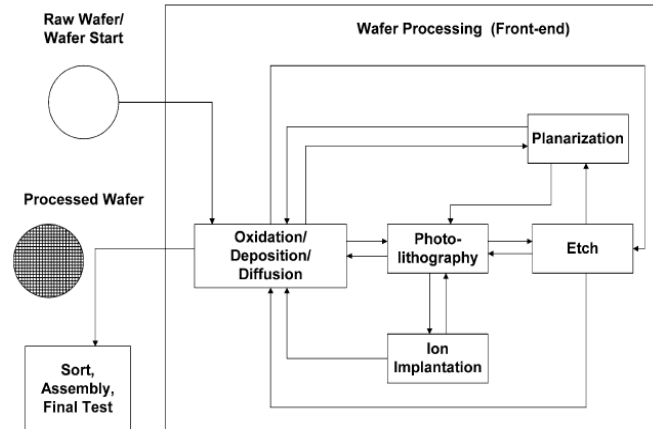 Raw Wafer/
Wafer Start
Wafer Processing (Front-end)
Planarization
Processed Wafer
Oxidation/
Deposition/
Diffusion
Photo-
lithography
Etch
Ion
Implantation
Sort,
Assembly,
Final Test